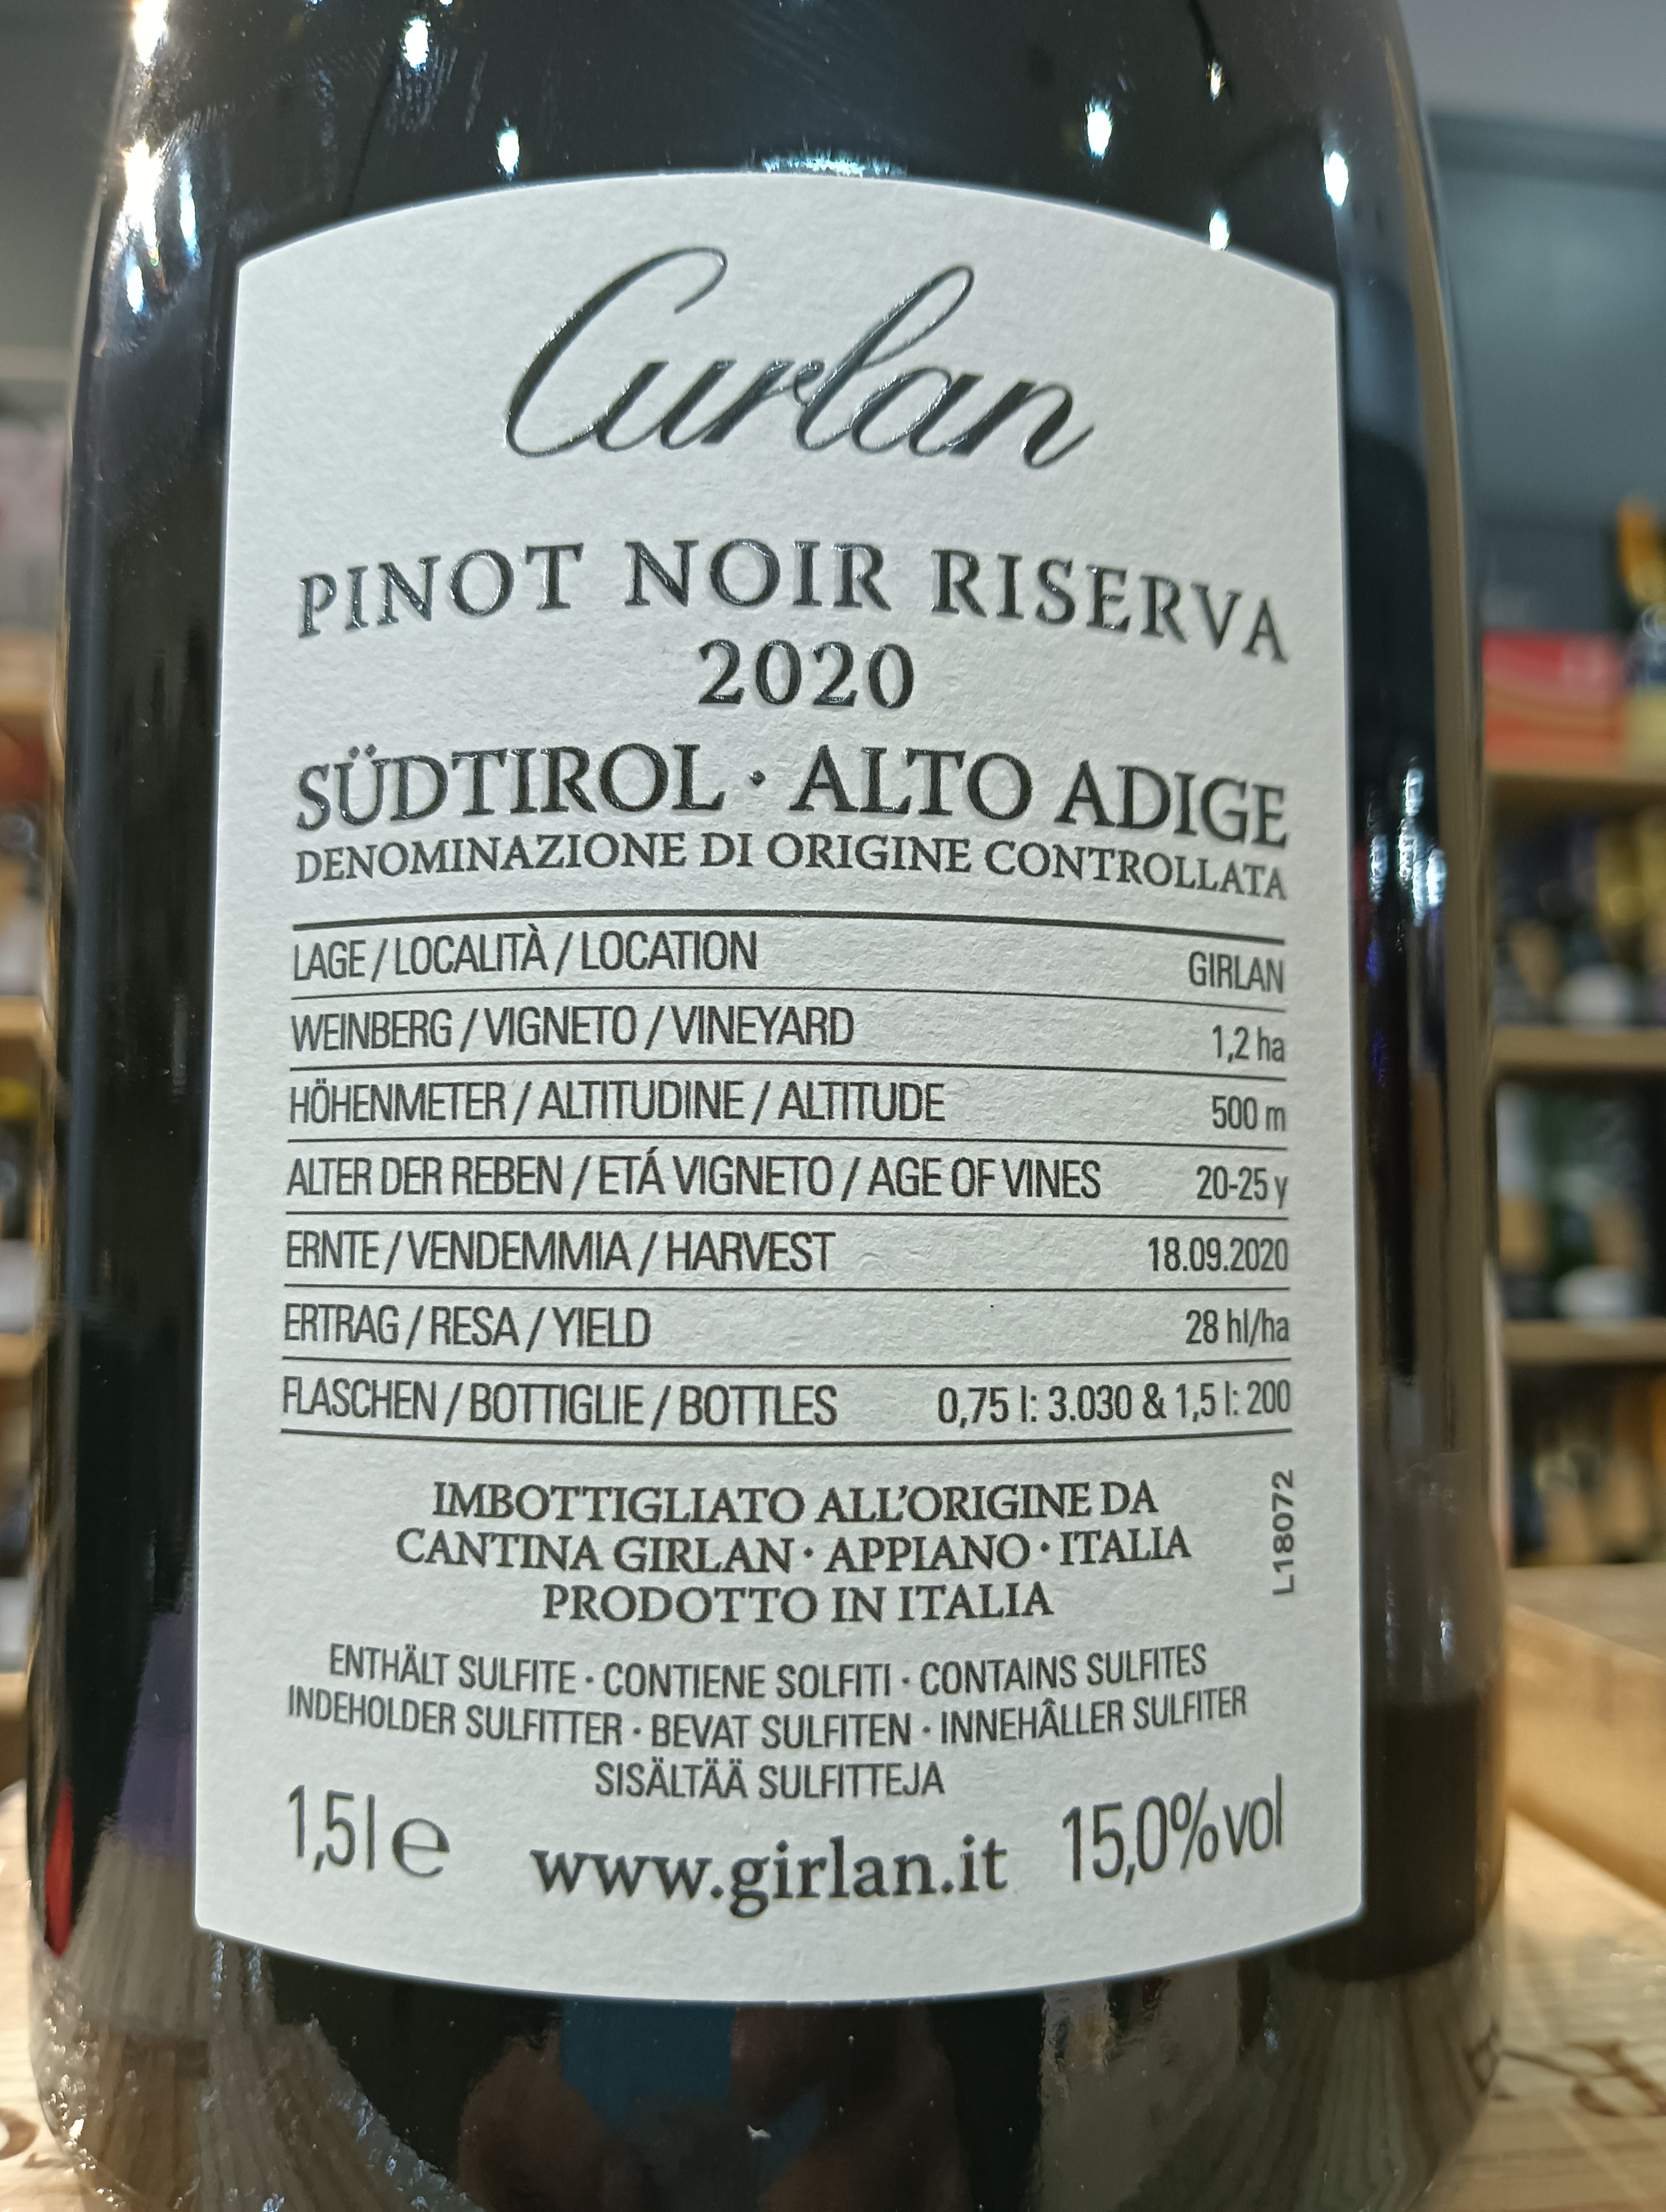 Curlan
PINOT NOIR RISERVA
2020
SÜDTIROL · ALTO ADIGE
DENOMINAZIONE DI ORIGINE CONTROLLATA
LAGE / LOCALITÀ / LOCATION GIRLAN
WEINBERG / VIGNETO / VINEYARD 1,2 ha
HÖHENMETER / ALTITUDINE / ALTITUDE 500 m
ALTER DER REBEN / ETÁ VIGNETO / AGE OF VINES 20-25 y
ERNTE / VENDEMMIA / HARVEST 18.09.2020
ERTRAG / RESA / YIELD 28 hl/ha
FLASCHEN / BOTTIGLIE / BOTTLES 0,75 l: 3.030 & 1,5 l: 200
IMBOTTIGLIATO ALL'ORIGINE DA
CANTINA GIRLAN · APPIANO · ITALIA
PRODOTTO IN ITALIA
L18072
ENTHÄLT SULFITE · CONTIENE SOLFITI · CONTAINS SULFITES
INDEHOLDER SULFITTER · BEVAT SULFITEN · INNEHÂLLER SULFITER
SISÄLTÄÄ SULFITTEJA
1,5 l e www.girlan.it 15,0% vol